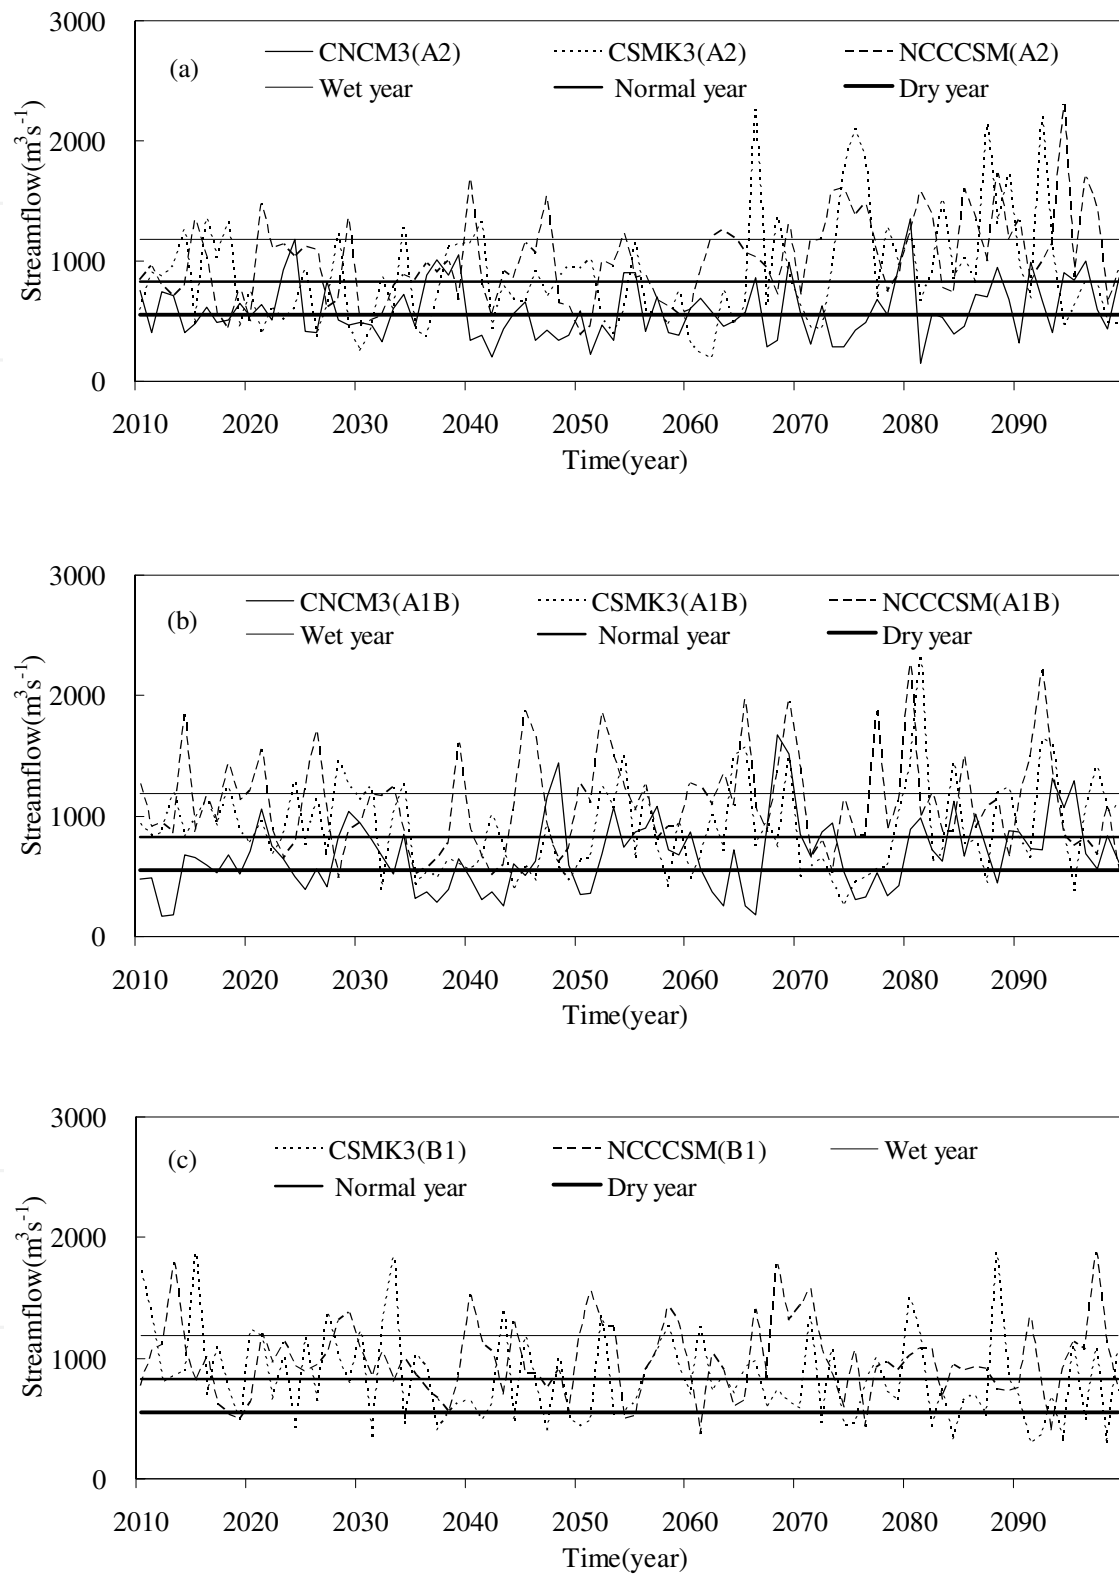 3000
(a) CNCM3(A2) CSMK3(A2) NCCCSM(A2)
Wet year Normal year Dry year
2000
1000
0
Streamflow(m³s⁻¹)
2010 2020 2030 2040 2050 2060 2070 2080 2090
Time(year)
3000
(b) CNCM3(A1B) CSMK3(A1B) NCCCSM(A1B)
Wet year Normal year Dry year
2000
1000
0
Streamflow(m³s⁻¹)
2010 2020 2030 2040 2050 2060 2070 2080 2090
Time(year)
3000
(c) CSMK3(B1) NCCCSM(B1) Wet year
Normal year Dry year
2000
1000
0
Streamflow(m³s⁻¹)
2010 2020 2030 2040 2050 2060 2070 2080 2090
Time(year)